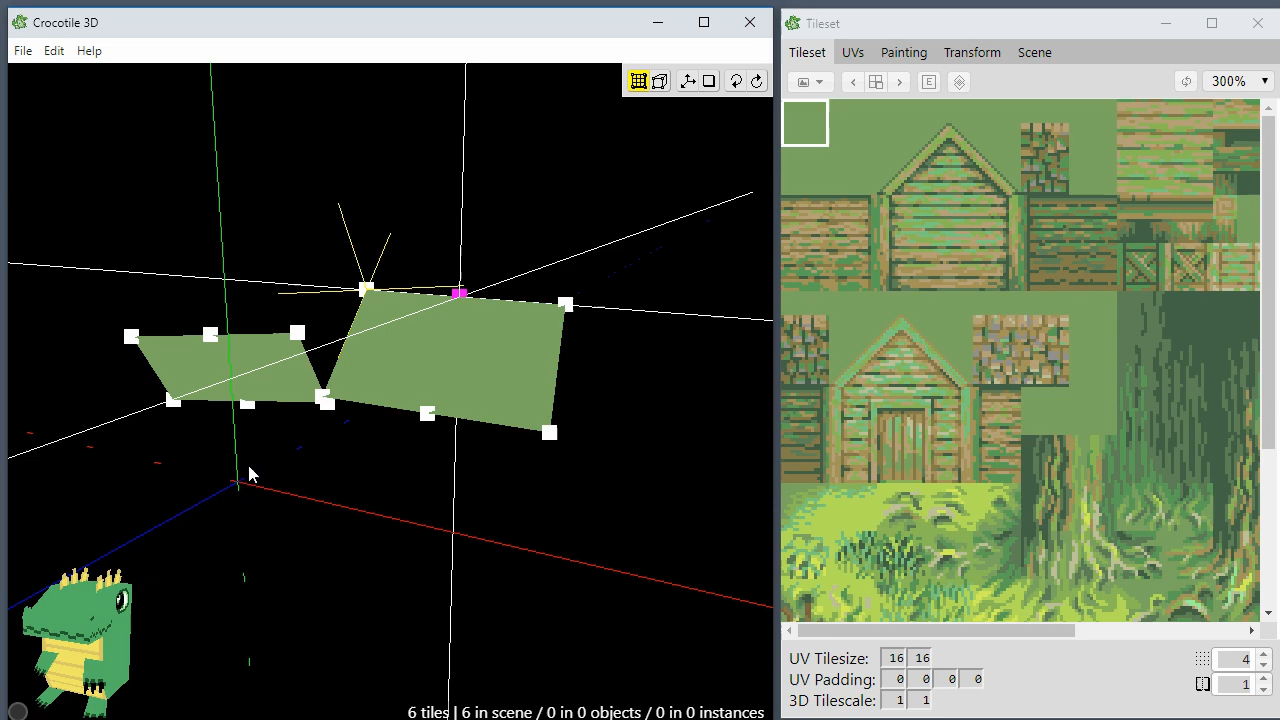 Crocotile 3D
File Edit Help
6 tiles | 6 in scene / 0 in 0 objects / 0 in 0 instances
Tileset
Tileset UVs Painting Transform Scene
E 300%
UV Tilesize: 16 16
UV Padding: 0 0 0 0
3D Tilescale: 1 1
4
1